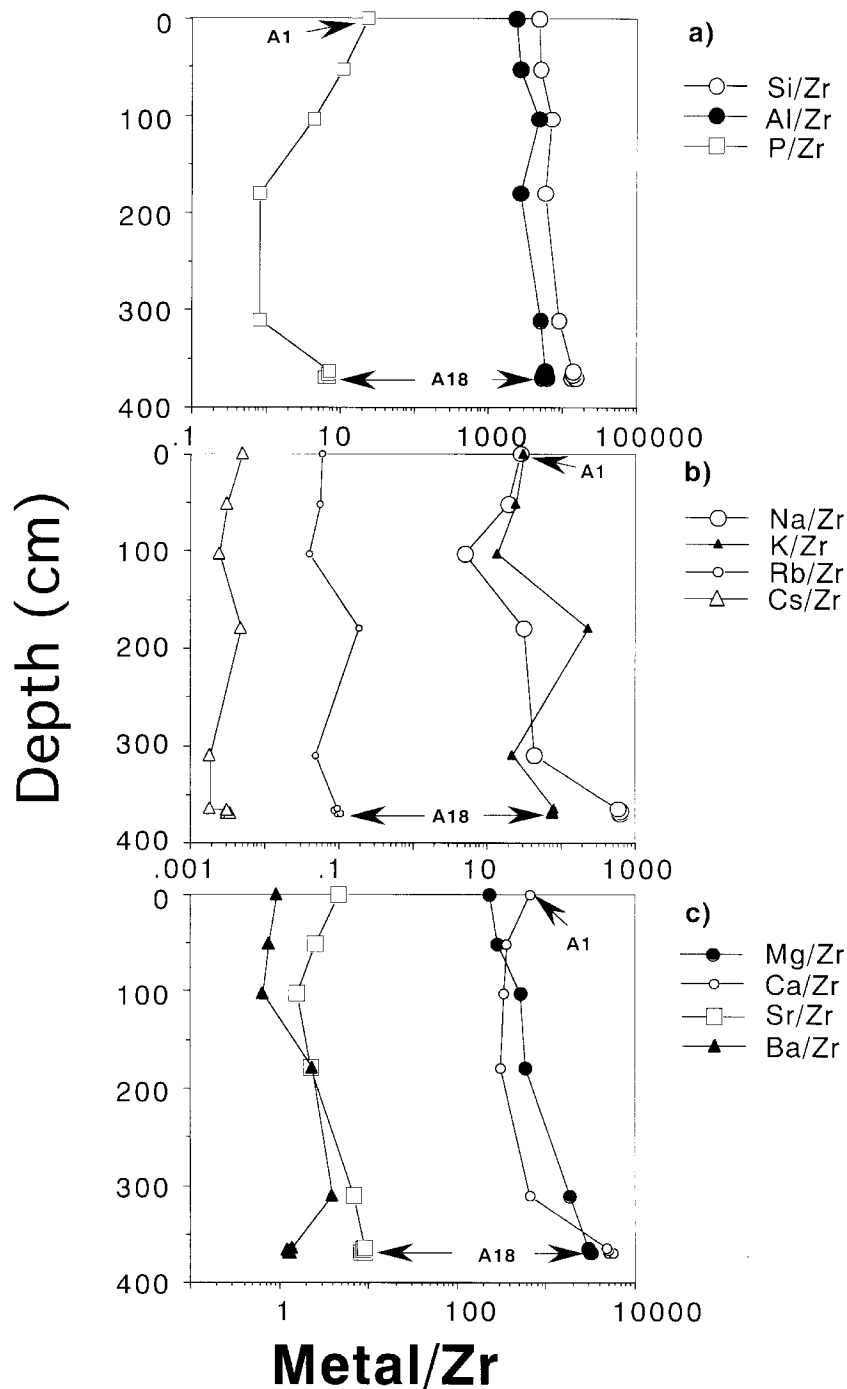 Depth (cm)
a)
0
100
200
300
400
A1
A18
Si/Zr
Al/Zr
P/Zr
.1 10 1000 100000
b)
0
100
200
300
400
A1
A18
Na/Zr
K/Zr
Rb/Zr
Cs/Zr
.001 .1 10 1000
c)
0
100
200
300
400
A1
A18
Mg/Zr
Ca/Zr
Sr/Zr
Ba/Zr
1 100 10000
Metal/Zr